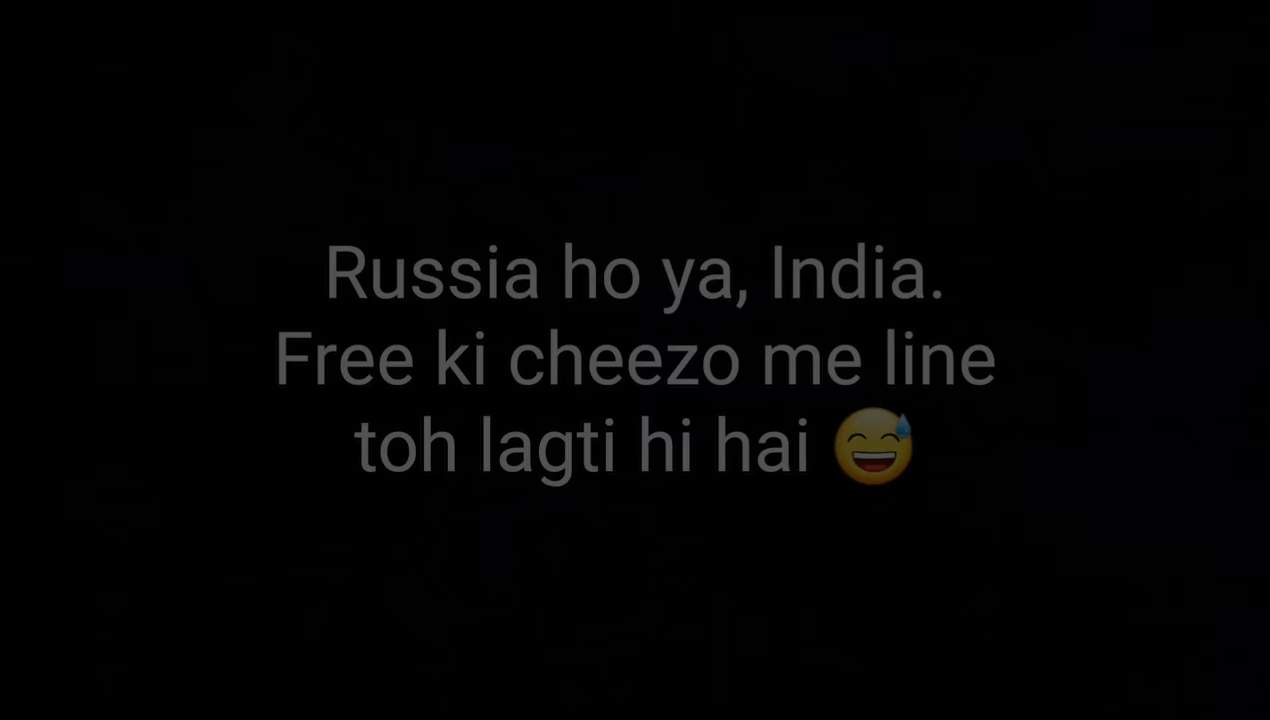 Russia ho ya, India.
Free ki cheezo me line
toh lagti hi hai 😅